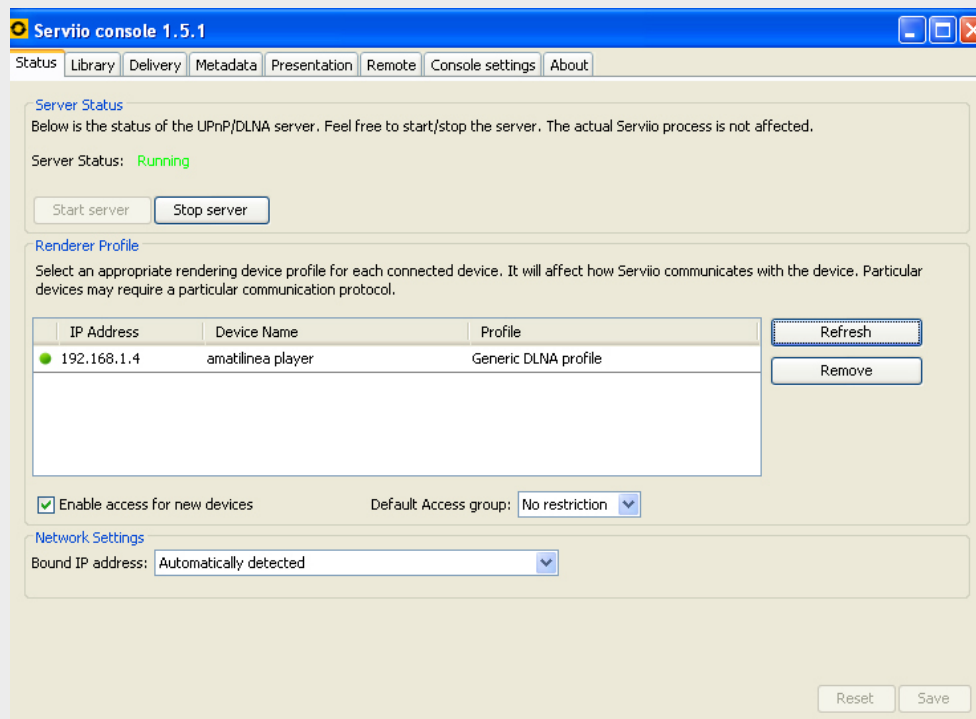 Serviio console 1.5.1
Status Library Delivery Metadata Presentation Remote Console settings About
Server Status
Below is the status of the UPnP/DLNA server. Feel free to start/stop the server. The actual Serviio process is not affected.
Server Status: Running
Start server Stop server
Renderer Profile
Select an appropriate rendering device profile for each connected device. It will affect how Serviio communicates with the device. Particular
devices may require a particular communication protocol.
IP Address Device Name Profile
192.168.1.4 amatilinea player Generic DLNA profile
Refresh
Remove
Enable access for new devices Default Access group: No restriction
Network Settings
Bound IP address: Automatically detected
Reset Save